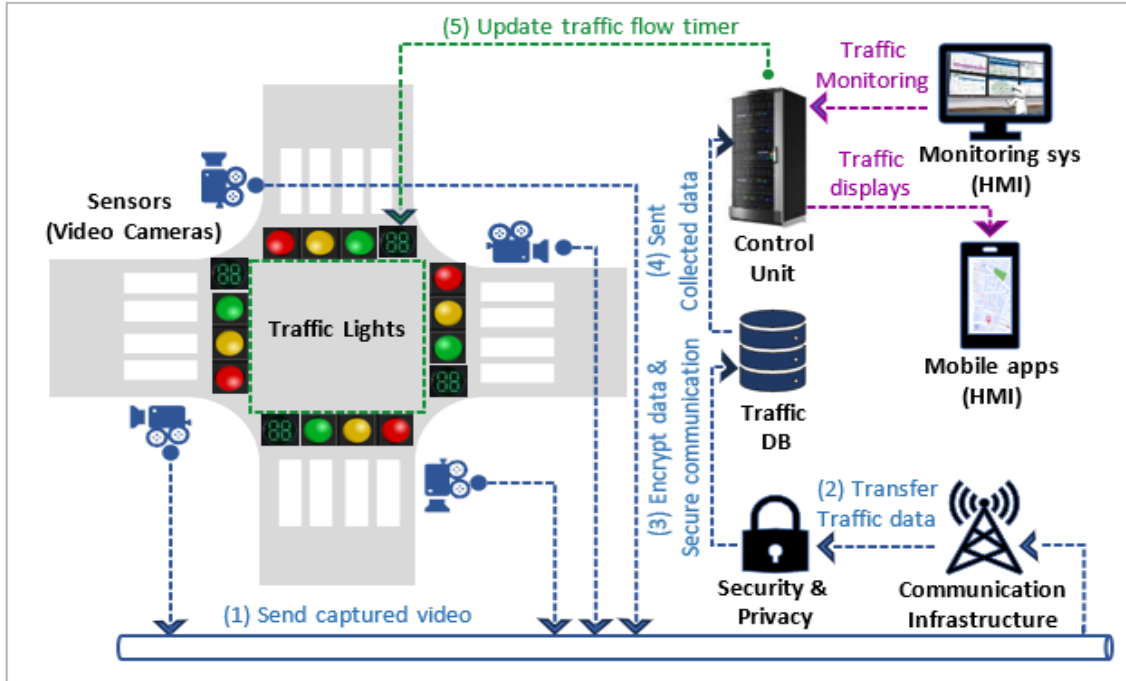 (5) Update traffic flow timer
Traffic
Monitoring
Monitoring sys
(HMI)
Traffic
displays
Sensors
(Video Cameras)
88
88
Traffic Lights
88
88
(4) Sent
Collected data
Control
Unit
Mobile apps
(HMI)
Traffic
DB
(3) Encrypt data &
Secure communication
(2) Transfer
Traffic data
Security &
Privacy
Communication
Infrastructure
(1) Send captured video